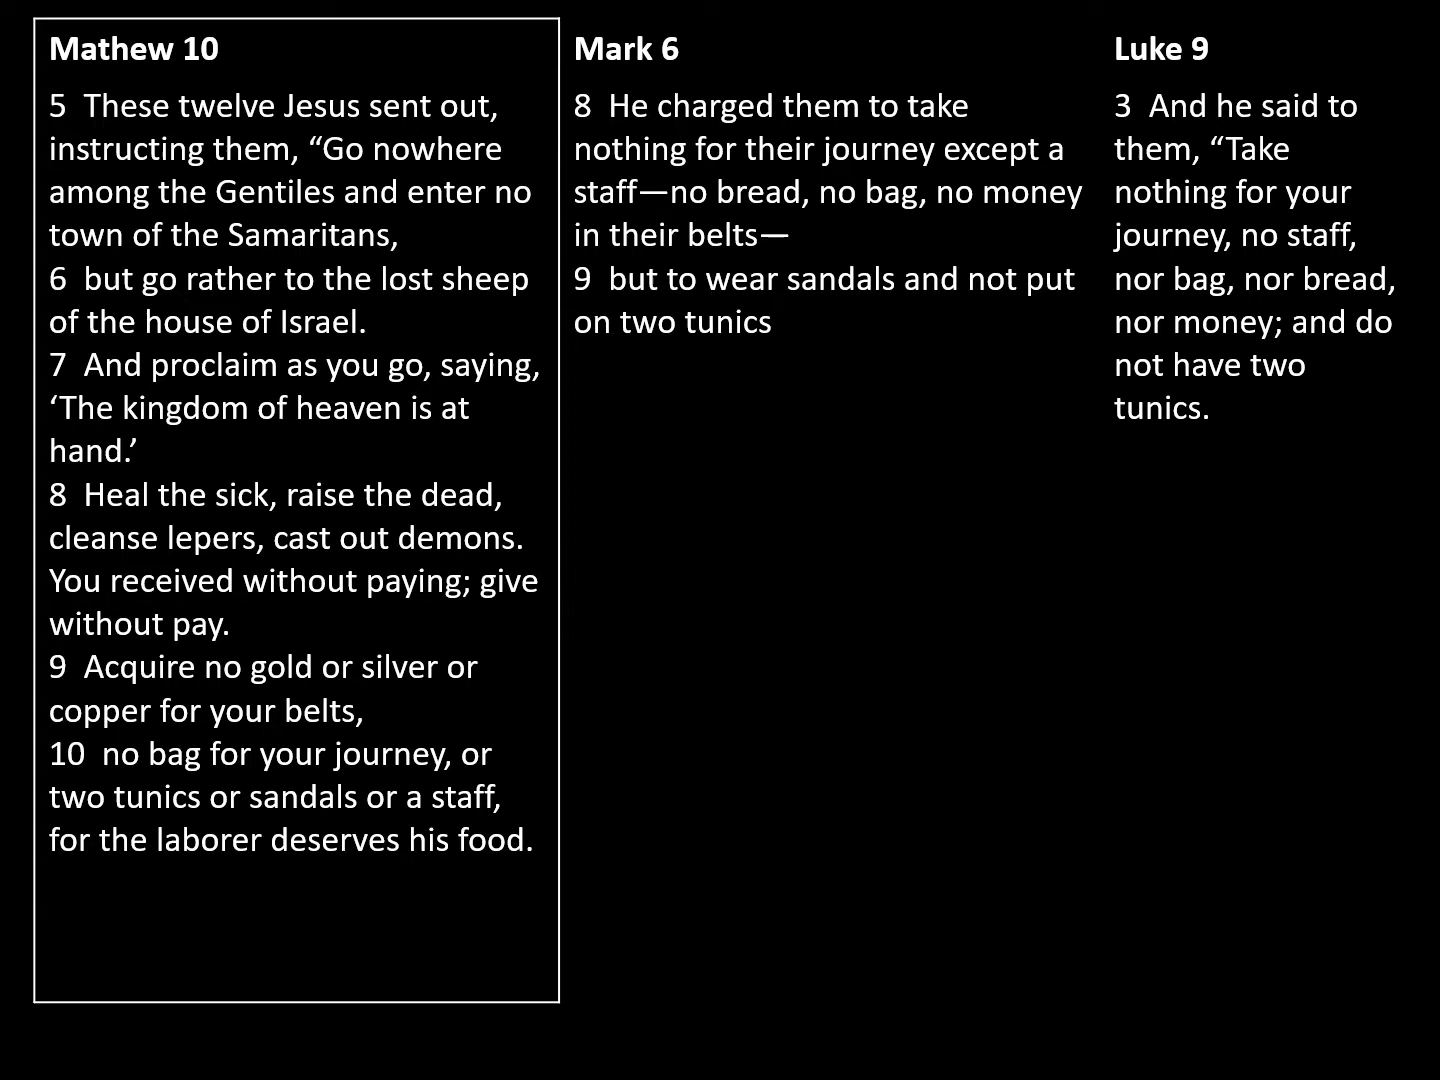 Mathew 10
5 These twelve Jesus sent out,
instructing them, “Go nowhere
among the Gentiles and enter no
town of the Samaritans,
6 but go rather to the lost sheep
of the house of Israel.
7 And proclaim as you go, saying,
‘The kingdom of heaven is at
hand.’
8 Heal the sick, raise the dead,
cleanse lepers, cast out demons.
You received without paying; give
without pay.
9 Acquire no gold or silver or
copper for your belts,
10 no bag for your journey, or
two tunics or sandals or a staff,
for the laborer deserves his food.
Mark 6
8 He charged them to take
nothing for their journey except a
staff—no bread, no bag, no money
in their belts—
9 but to wear sandals and not put
on two tunics
Luke 9
3 And he said to
them, “Take
nothing for your
journey, no staff,
nor bag, nor bread,
nor money; and do
not have two
tunics.